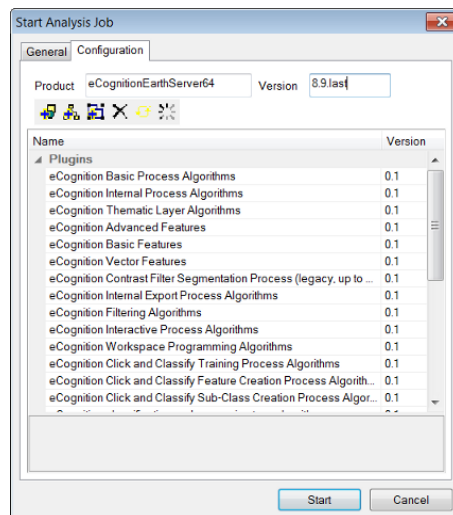 Start Analysis Job
General Configuration
Product eCognitionEarthServer64 Version 8.9.last
Name Version
Plugins
eCognition Basic Process Algorithms 0.1
eCognition Internal Process Algorithms 0.1
eCognition Thematic Layer Algorithms 0.1
eCognition Advanced Features 0.1
eCognition Basic Features 0.1
eCognition Vector Features 0.1
eCognition Contrast Filter Segmentation Process (legacy, up to ... 0.1
eCognition Internal Export Process Algorithms 0.1
eCognition Filtering Algorithms 0.1
eCognition Interactive Process Algorithms 0.1
eCognition Workspace Programming Algorithms 0.1
eCognition Click and Classify Training Process Algorithms 0.1
eCognition Click and Classify Feature Creation Process Algorith... 0.1
eCognition Click and Classify Sub-Class Creation Process Algor... 0.1
Start Cancel